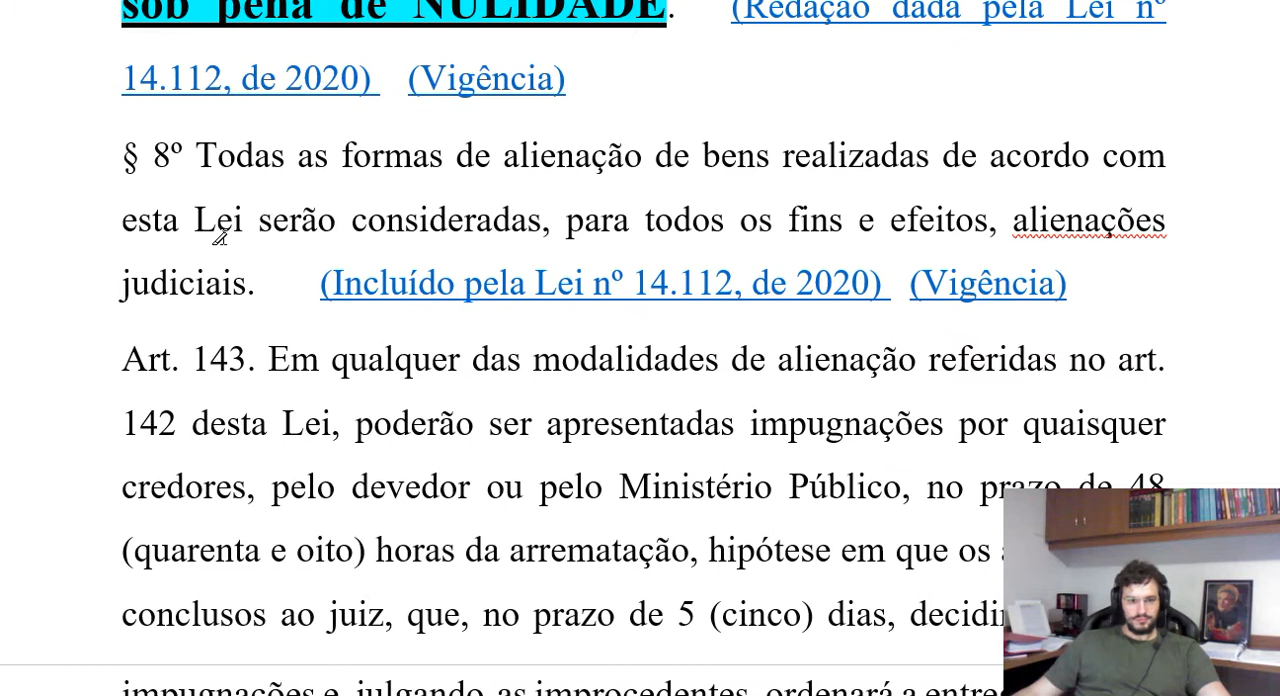 sob pena de NULIDADE. (Redação dada pela Lei nº
14.112, de 2020) (Vigência)
§ 8º Todas as formas de alienação de bens realizadas de acordo com
esta Lei serão consideradas, para todos os fins e efeitos, alienações
judiciais. (Incluído pela Lei nº 14.112, de 2020) (Vigência)
Art. 143. Em qualquer das modalidades de alienação referidas no art.
142 desta Lei, poderão ser apresentadas impugnações por quaisquer
credores, pelo devedor ou pelo Ministério Público, no prazo de 48
(quarenta e oito) horas da arrematação, hipótese em que os
conclusos ao juiz, que, no prazo de 5 (cinco) dias,
impugnações e, julgando as improcedentes, ordenará a